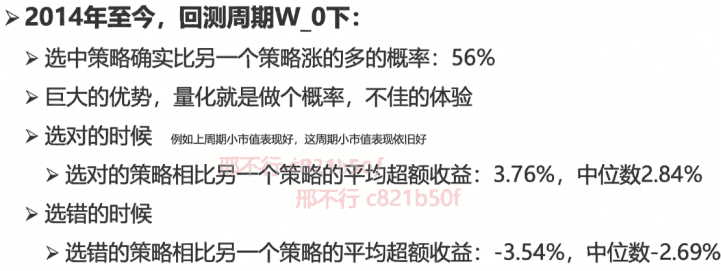 ➤ 2014年至今，回测周期W_0下：
➤ 选中策略确实比另一个策略涨的多的概率：56%
➤ 巨大的优势，量化就是做个概率，不佳的体验
➤ 选对的时候 例如上周期小市值表现好，这周期小市值表现依旧好
邢不行 c821b50f
➤ 选对的策略相比另一个策略的平均超额收益：3.76%，中位数2.84%
邢不行 c821b50f
➤ 选错的时候
➤ 选错的策略相比另一个策略的平均超额收益：-3.54%，中位数-2.69%